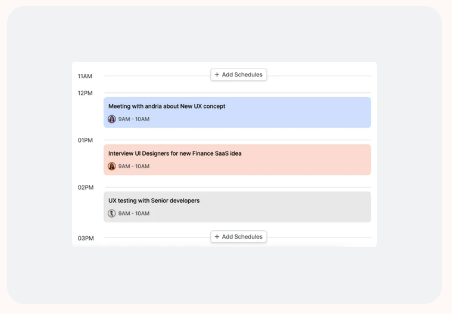 11AM
+ Add Schedules
12PM
Meeting with andria about New UX concept
9AM - 10AM
01PM
Interview UI Designers for new Finance SaaS idea
9AM - 10AM
02PM
UX testing with Senior developers
9AM - 10AM
03PM
+ Add Schedules